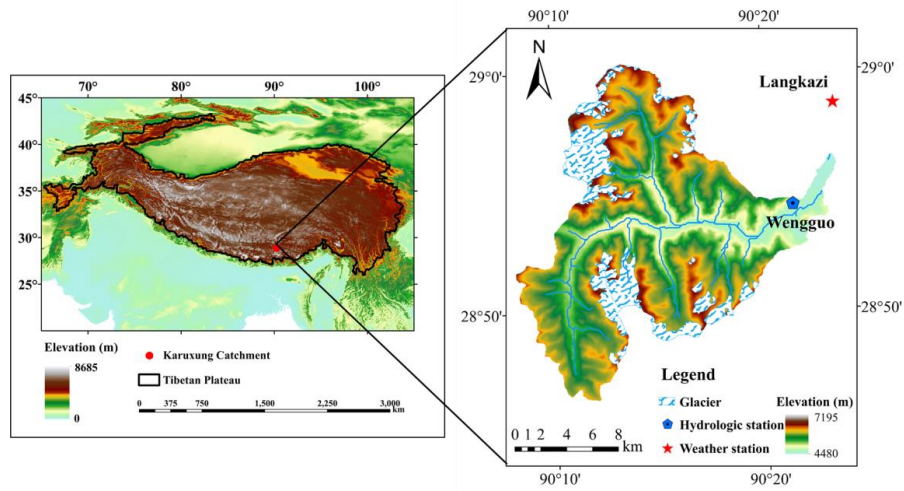 70° 80° 90° 100°
45°
40°
35°
30°
25°
Elevation (m)
8685
0
Karuxung Catchment
Tibetan Plateau
0 375 750 1,500 2,250 3,000
km
90°10' 90°20'
N
29°0' 29°0'
Langkazi
Wengguo
28°50' 28°50'
Legend
Glacier
Hydrologic station
Weather station
Elevation (m)
7195
4480
0 1 2 4 6 8
km
90°10' 90°20'